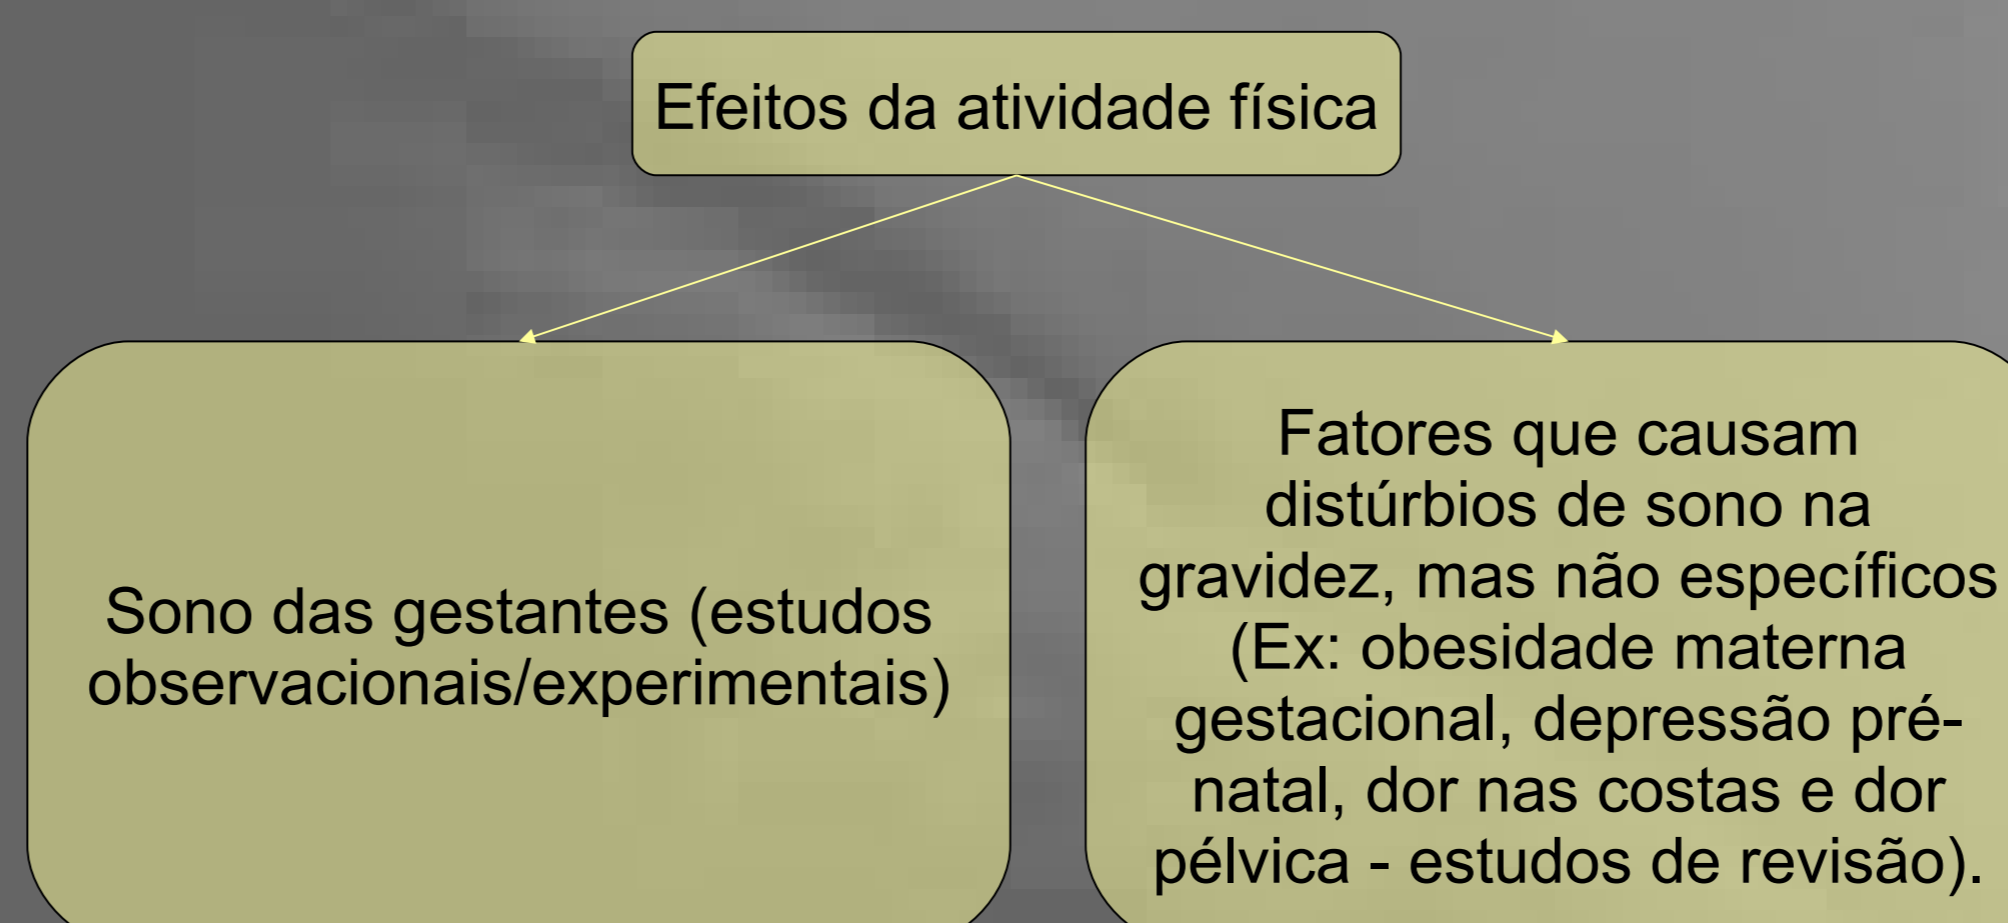 Efeitos da atividade física
Sono das gestantes (estudos
observacionais/experimentais)
Fatores que causam
distúrbios de sono na
gravidez, mas não específicos
(Ex: obesidade materna
gestacional, depressão pré-
natal, dor nas costas e dor
pélvica - estudos de revisão).